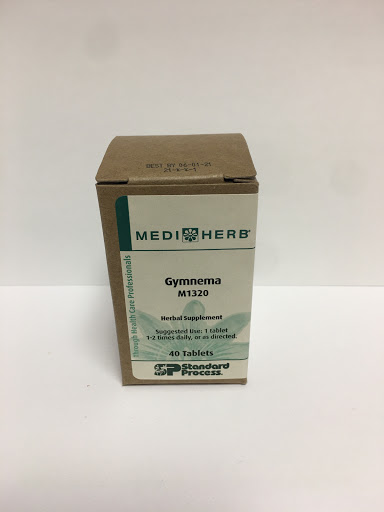 BEST BY 06-01-21
MEDI HERB®
Gymnema
M1320
Herbal Supplement
Suggested Use: 1 tablet
1-2 times daily, or as directed.
40 Tablets
SP Standard
Process®
through Health Care Professionals